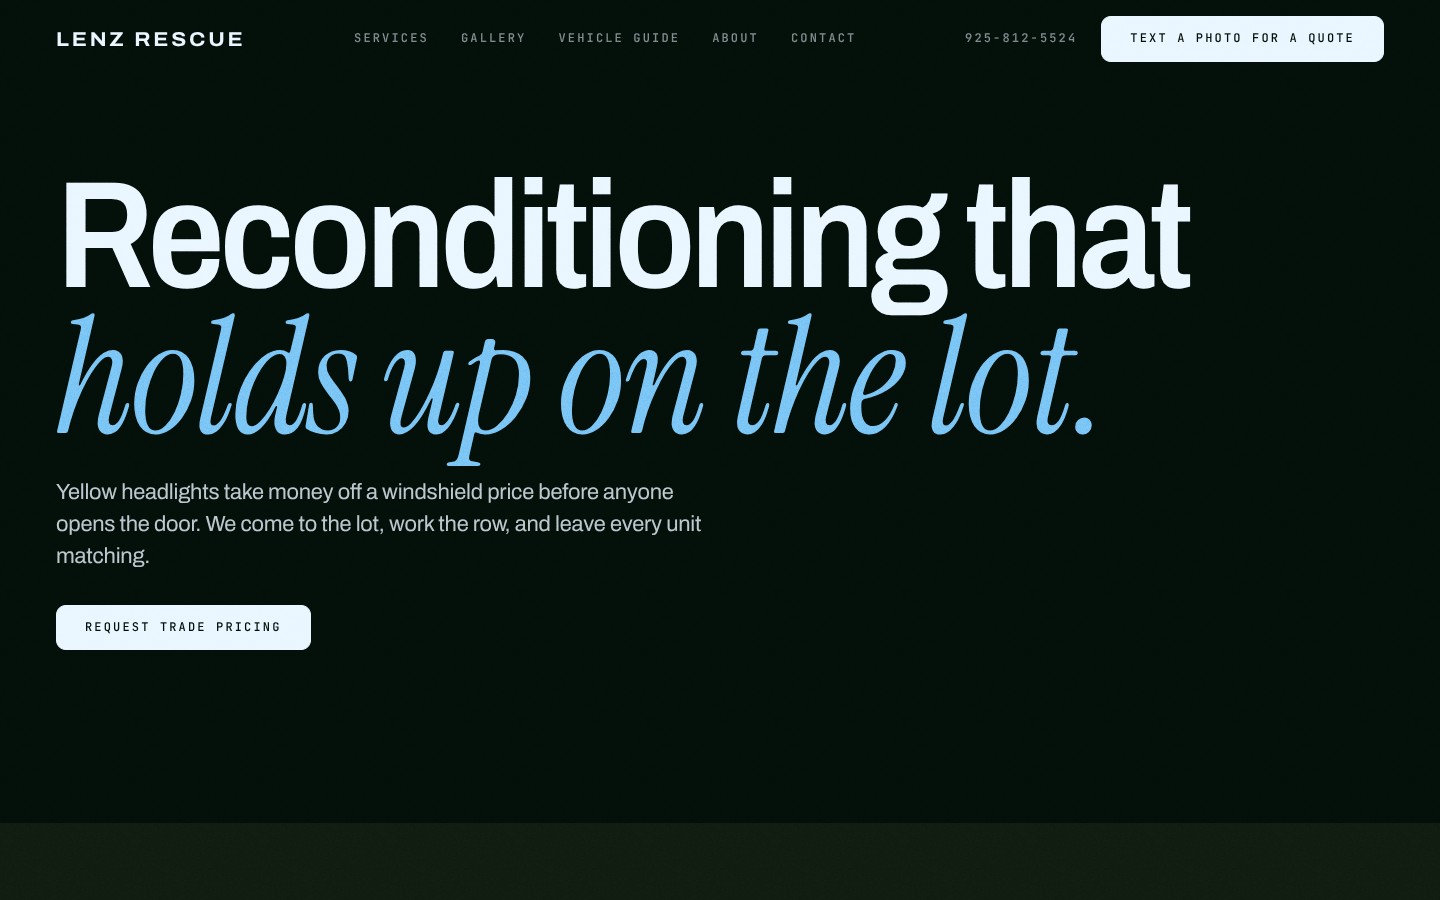 LENZ RESCUE
SERVICES GALLERY VEHICLE GUIDE ABOUT CONTACT
925-812-5524
TEXT A PHOTO FOR A QUOTE
Reconditioning that
holds up on the lot.
Yellow headlights take money off a windshield price before anyone
opens the door. We come to the lot, work the row, and leave every unit
matching.
REQUEST TRADE PRICING